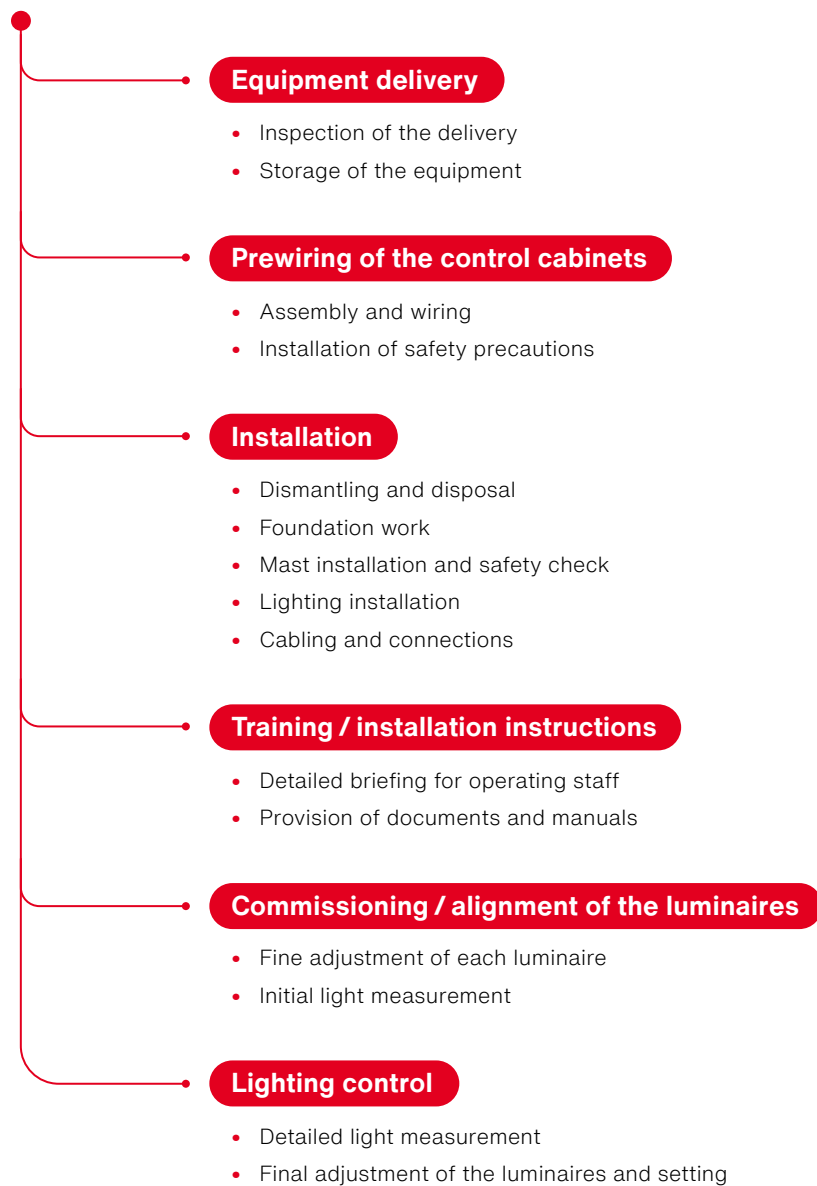 Equipment delivery
• Inspection of the delivery
• Storage of the equipment
Prewiring of the control cabinets
• Assembly and wiring
• Installation of safety precautions
Installation
• Dismantling and disposal
• Foundation work
• Mast installation and safety check
• Lighting installation
• Cabling and connections
Training / installation instructions
• Detailed briefing for operating staff
• Provision of documents and manuals
Commissioning / alignment of the luminaires
• Fine adjustment of each luminaire
• Initial light measurement
Lighting control
• Detailed light measurement
• Final adjustment of the luminaires and setting